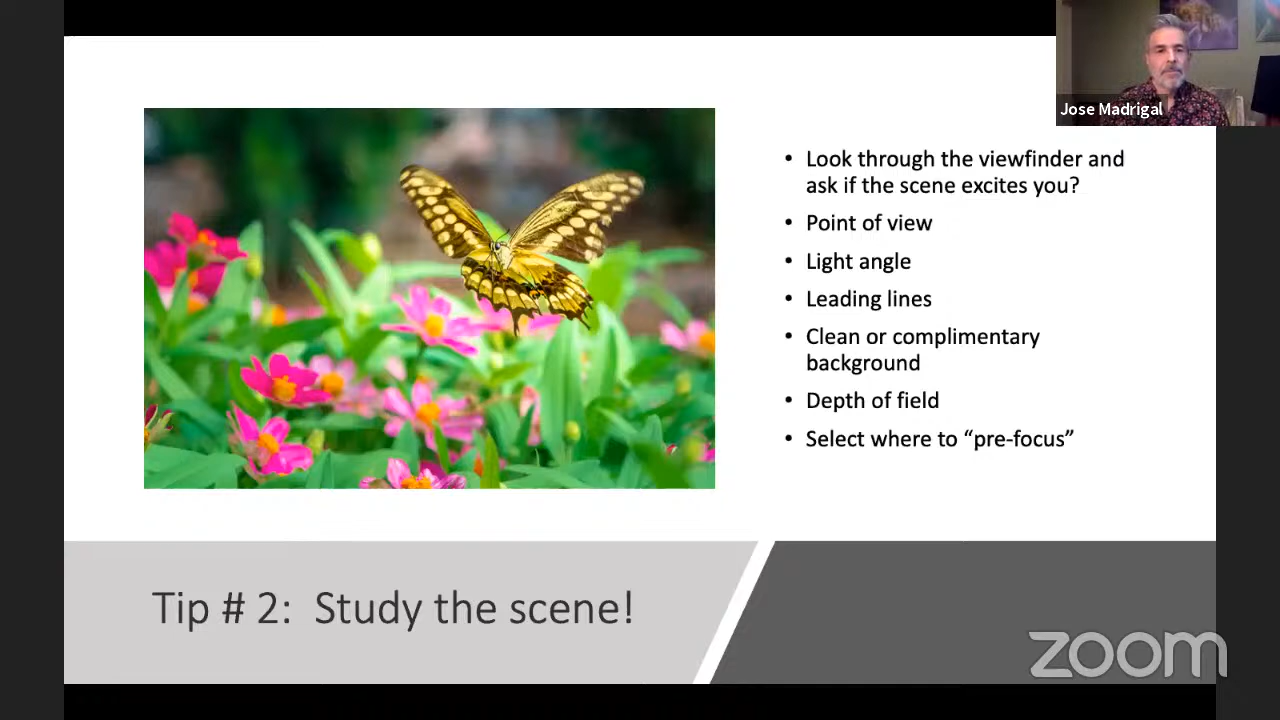 Jose Madrigal
• Look through the viewfinder and
ask if the scene excites you?
• Point of view
• Light angle
• Leading lines
• Clean or complimentary
background
• Depth of field
• Select where to “pre-focus”
Tip # 2:  Study the scene!
zoom